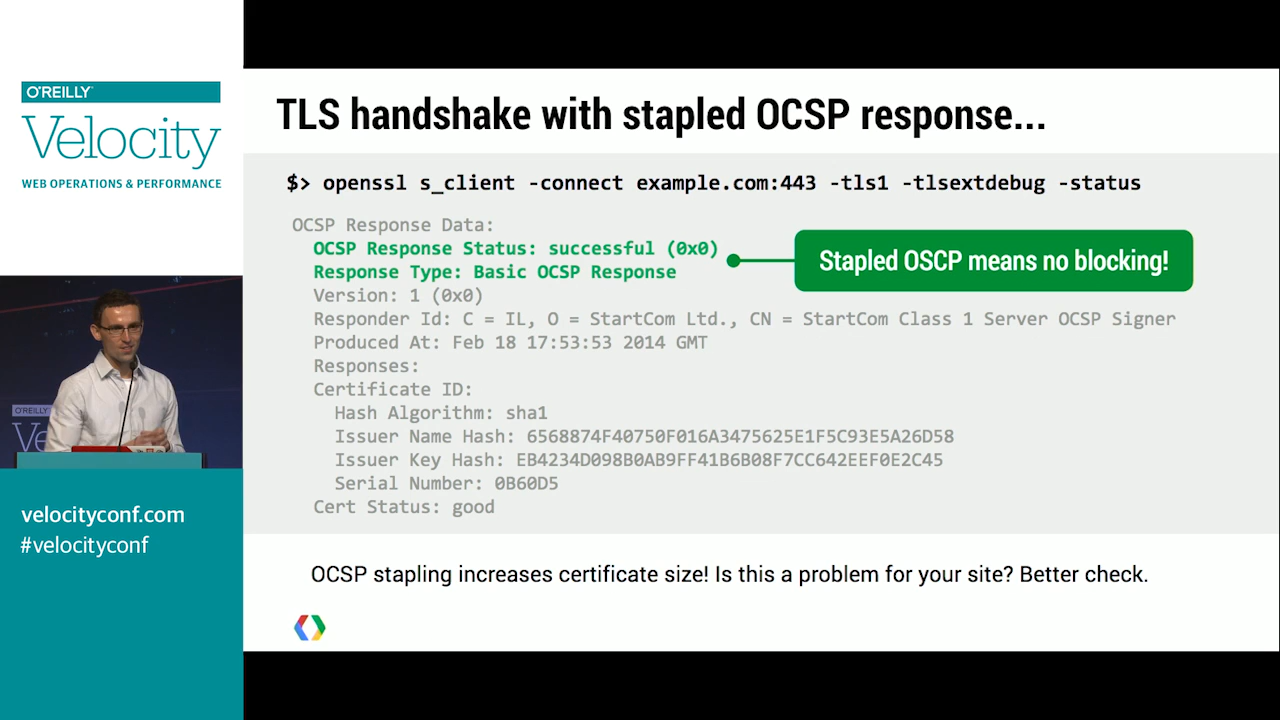 O'REILLY
Velocity
WEB OPERATIONS & PERFORMANCE
O'REILLY
Ve
velocityconf.com
#velocityconf
TLS handshake with stapled OCSP response...
$> openssl s_client -connect example.com:443 -tls1 -tlsextdebug -status
OCSP Response Data:
OCSP Response Status: successful (0x0)
Response Type: Basic OCSP Response
Version: 1 (0x0)
Responder Id: C = IL, O = StartCom Ltd., CN = StartCom Class 1 Server OCSP Signer
Produced At: Feb 18 17:53:53 2014 GMT
Responses:
Certificate ID:
Hash Algorithm: sha1
Issuer Name Hash: 6568874F40750F016A3475625E1F5C93E5A26D58
Issuer Key Hash: EB4234D098B0AB9FF41B6B08F7CC642EEF0E2C45
Serial Number: 0B60D5
Cert Status: good
Stapled OSCP means no blocking!
OCSP stapling increases certificate size! Is this a problem for your site? Better check.